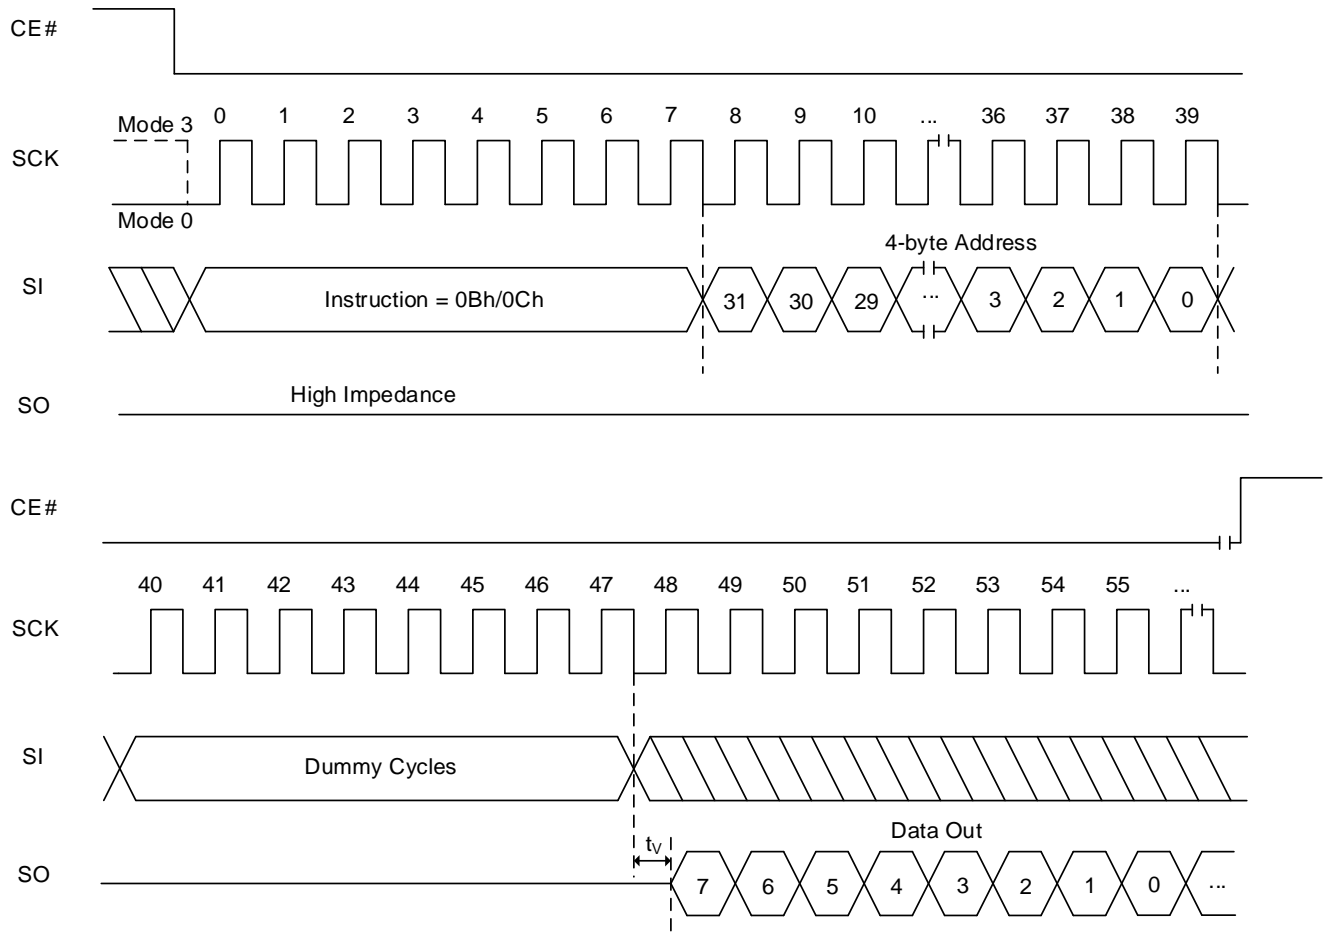 CE#
Mode 3
0 1 2 3 4 5 6 7 8 9 10 ... 36 37 38 39
SCK
Mode 0
4-byte Address
SI
Instruction = 0Bh/0Ch
31 30 29 ... 3 2 1 0
High Impedance
SO
CE#
40 41 42 43 44 45 46 47 48 49 50 51 52 53 54 55 ...
SCK
SI
Dummy Cycles
Data Out
tV
SO
7 6 5 4 3 2 1 0 ...